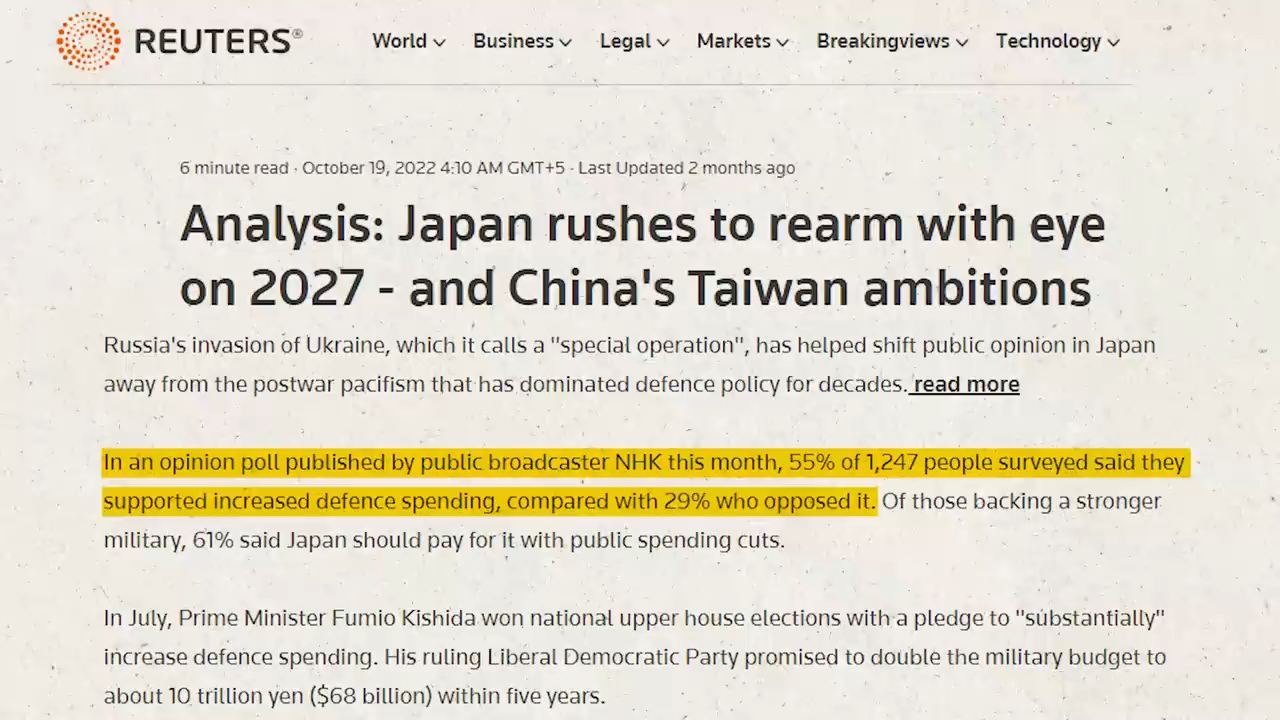 REUTERS®
World Business Legal Markets Breakingviews Technology
6 minute read · October 19, 2022 4:10 AM GMT+5 · Last Updated 2 months ago
Analysis: Japan rushes to rearm with eye
on 2027 - and China's Taiwan ambitions
Russia's invasion of Ukraine, which it calls a "special operation", has helped shift public opinion in Japan
away from the postwar pacifism that has dominated defence policy for decades. read more
In an opinion poll published by public broadcaster NHK this month, 55% of 1,247 people surveyed said they
supported increased defence spending, compared with 29% who opposed it. Of those backing a stronger
military, 61% said Japan should pay for it with public spending cuts.
In July, Prime Minister Fumio Kishida won national upper house elections with a pledge to "substantially"
increase defence spending. His ruling Liberal Democratic Party promised to double the military budget to
about 10 trillion yen ($68 billion) within five years.